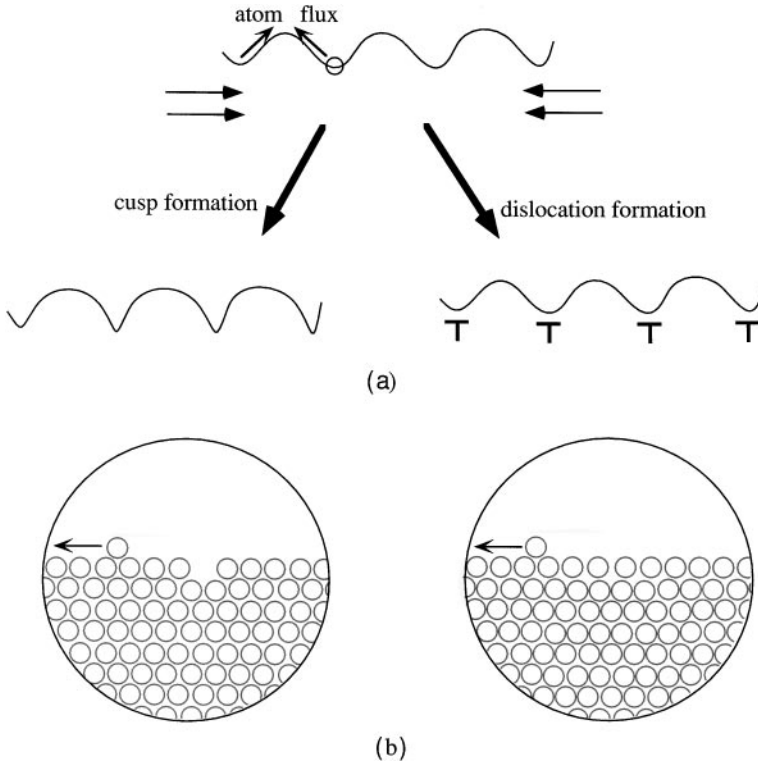 atom flux
cusp formation
dislocation formation
(a)
(b)